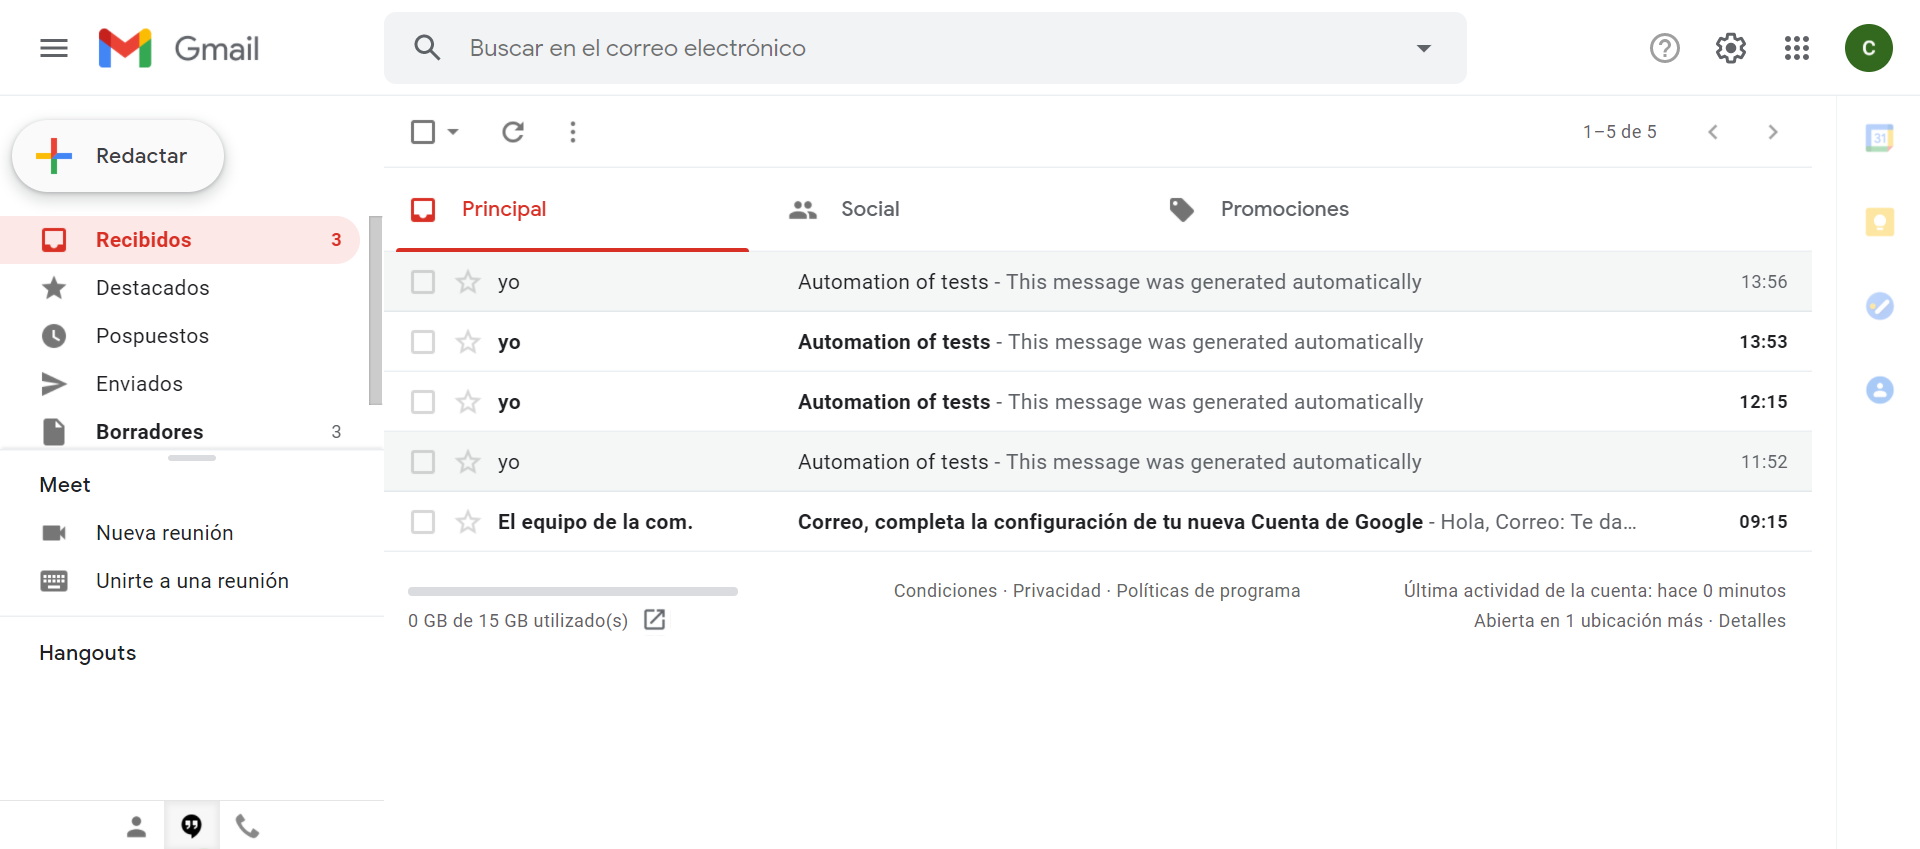 Gmail
Buscar en el correo electrónico
C
Redactar
Recibidos 3
Destacados
Pospuestos
Enviados
Borradores 3
Meet
Nueva reunión
Unirte a una reunión
Hangouts
1–5 de 5
Principal Social Promociones
yo Automation of tests - This message was generated automatically 13:56
yo Automation of tests - This message was generated automatically 13:53
yo Automation of tests - This message was generated automatically 12:15
yo Automation of tests - This message was generated automatically 11:52
El equipo de la com. Correo, completa la configuración de tu nueva Cuenta de Google - Hola, Correo: Te da… 09:15
0 GB de 15 GB utilizado(s)
Condiciones · Privacidad · Políticas de programa
Última actividad de la cuenta: hace 0 minutos
Abierta en 1 ubicación más · Detalles
31